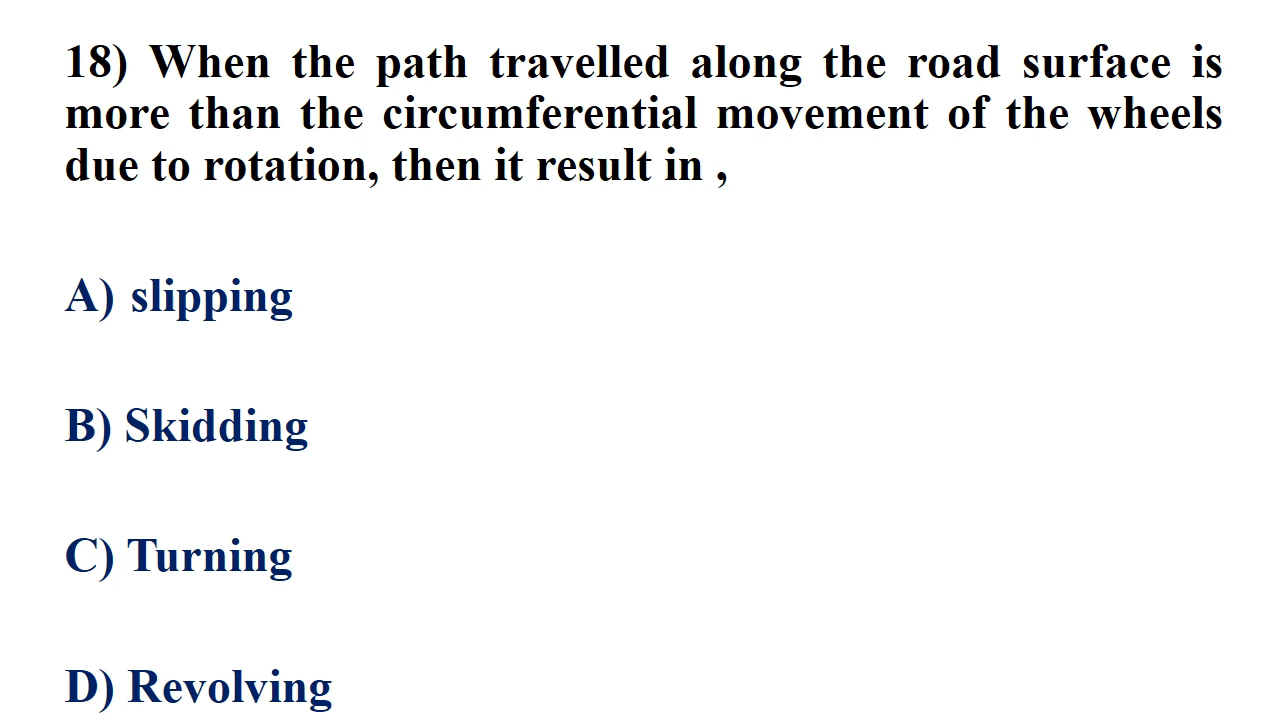 18) When the path travelled along the road surface is
more than the circumferential movement of the wheels
due to rotation, then it result in ,
A) slipping
B) Skidding
C) Turning
D) Revolving